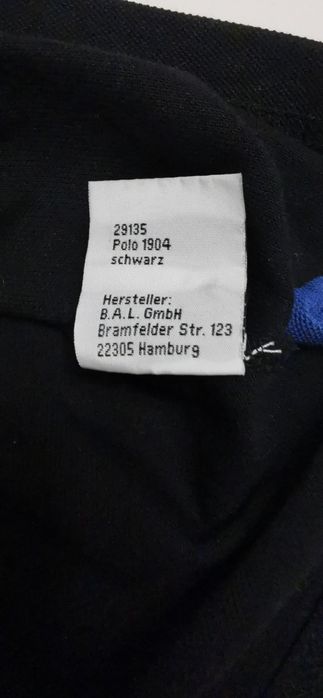 29135
Polo 1904
schwarz
Hersteller:
B.A.L. GmbH
Bramfelder Str. 123
22305 Hamburg